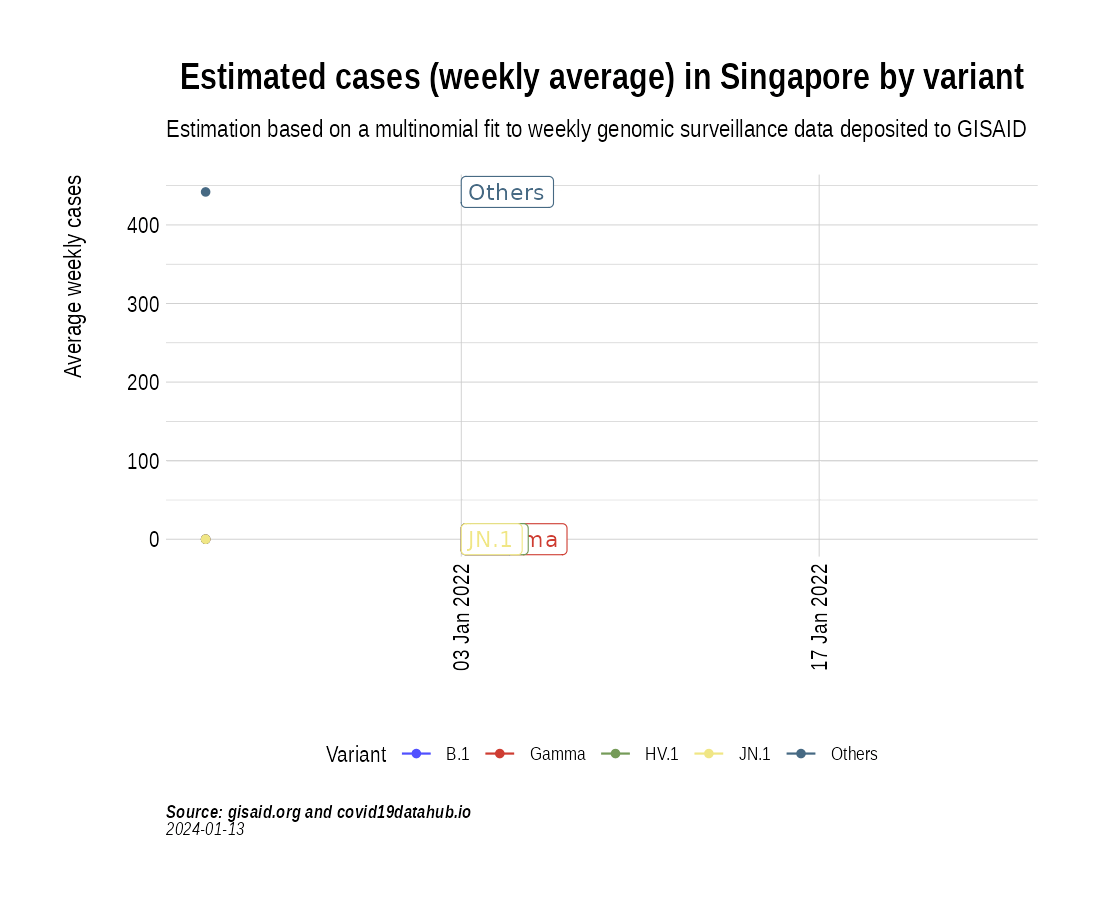 Estimated cases (weekly average) in Singapore by variant
Estimation based on a multinomial fit to weekly genomic surveillance data deposited to GISAID
Average weekly cases
Others
400
300
200
100
0
JN.1
ma
03 Jan 2022
17 Jan 2022
Variant
B.1
Gamma
HV.1
JN.1
Others
Source: gisaid.org and covid19datahub.io
2024-01-13